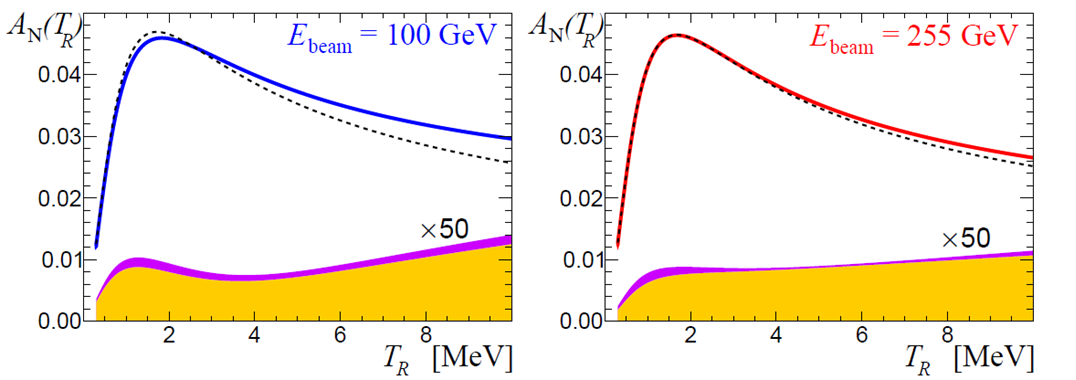 A_N(T_R)
E_beam = 100 GeV
0.04
0.03
0.02
×50
0.01
0.00
2 4 6 8
T_R [MeV]
A_N(T_R)
E_beam = 255 GeV
0.04
0.03
0.02
×50
0.01
0.00
2 4 6 8
T_R [MeV]